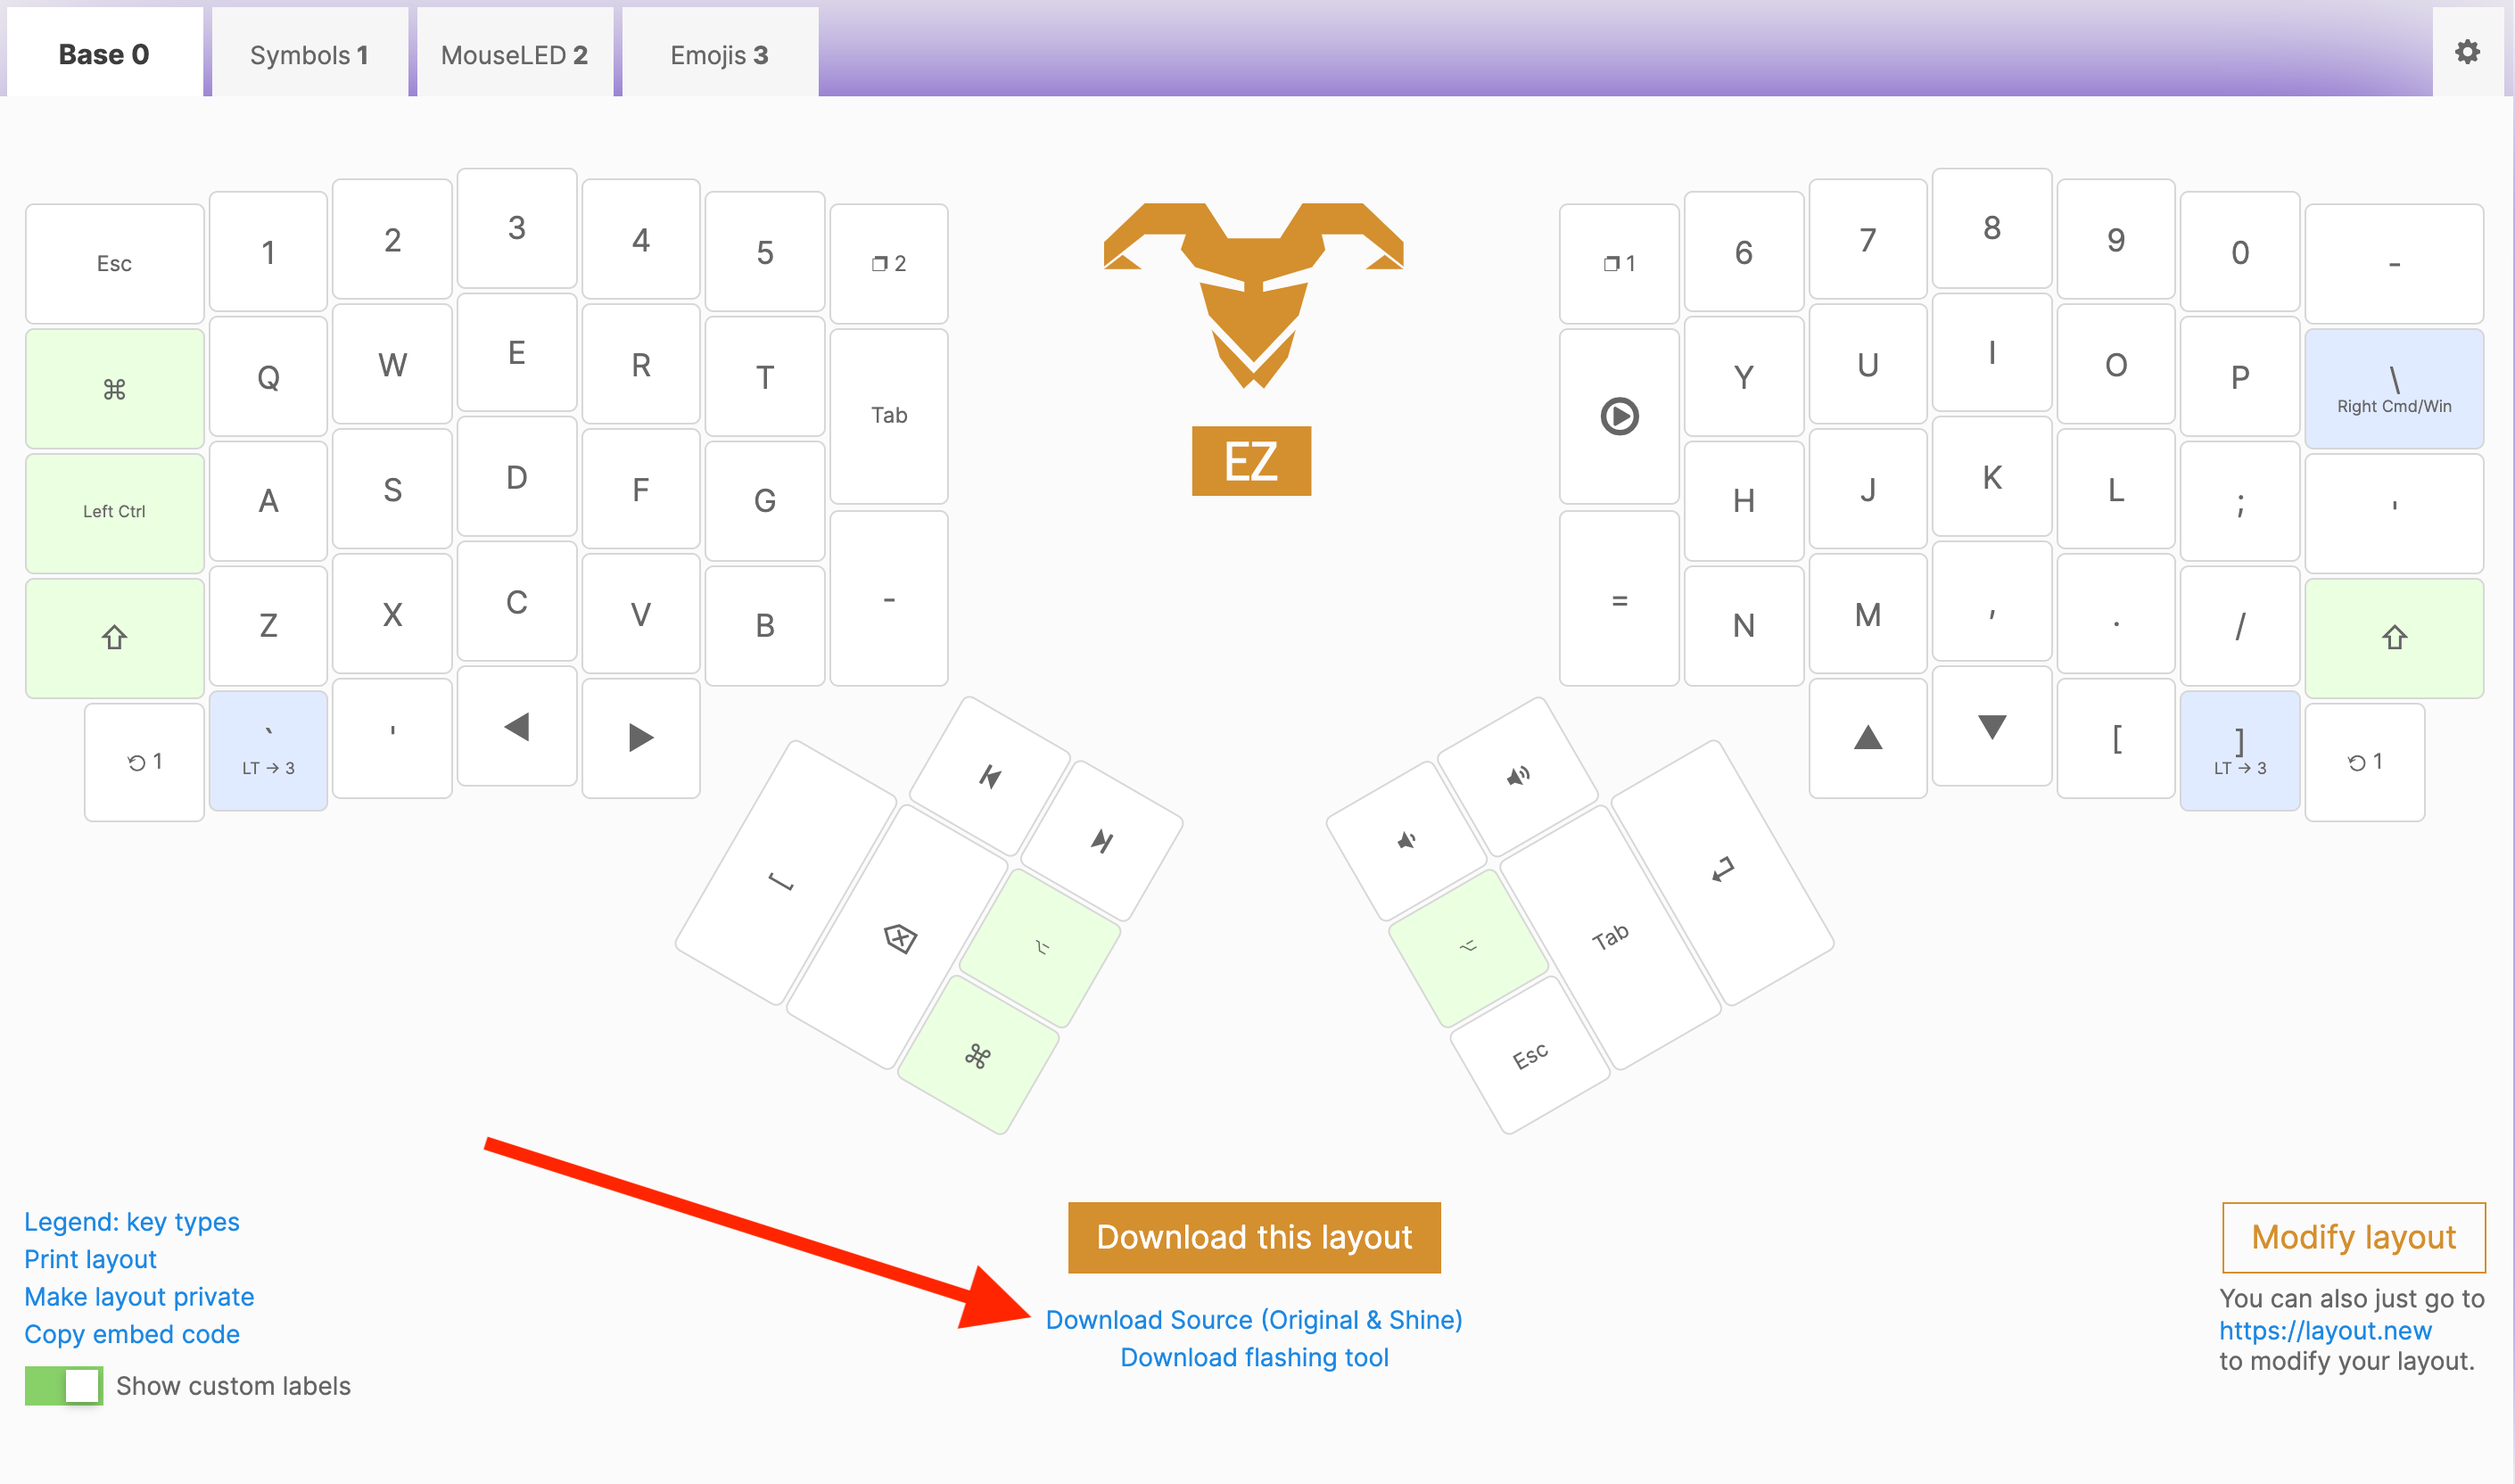 Base 0
Symbols 1
MouseLED 2
Emojis 3
Esc
1
2
3
4
5
2
1
6
7
8
9
0
-
⌘
Q
W
E
R
T
Tab
Y
U
I
O
P
\
Right Cmd/Win
Left Ctrl
A
S
D
F
G
H
J
K
L
;
'
Z
X
C
V
B
-
=
N
M
,
.
/
1
`
LT → 3
'
[
]
LT → 3
1
⌥
⌘
⌥
Tab
Esc
EZ
Legend: key types
Print layout
Make layout private
Copy embed code
Show custom labels
Download this layout
Download Source (Original & Shine)
Download flashing tool
Modify layout
You can also just go to
https://layout.new
to modify your layout.